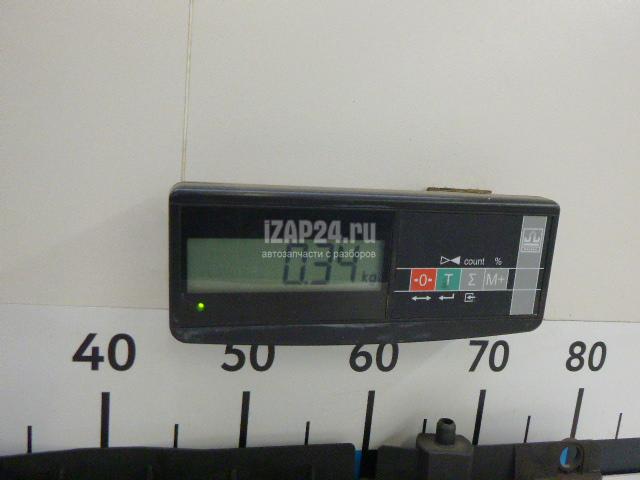 iZAP24.ru
автозапчасти с разборов
0.34 kg
count %
•0• T Σ M+
40 50 60 70 80